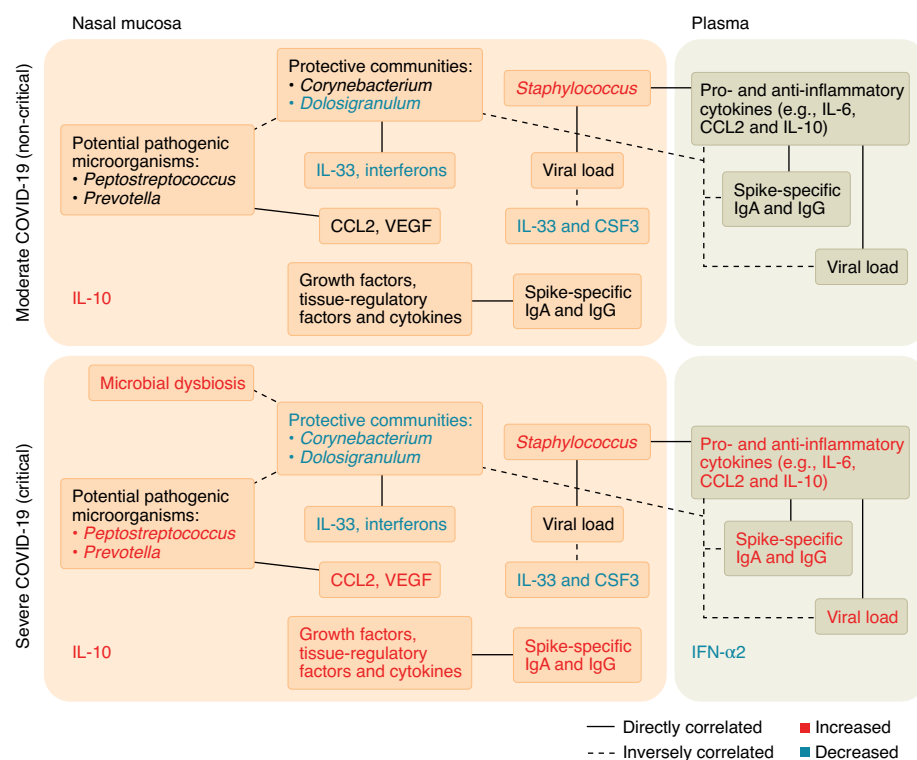 Nasal mucosa
Plasma
Moderate COVID-19 (non-critical)
Protective communities:
• Corynebacterium
• Dolosigranulum
Staphylococcus
Pro- and anti-inflammatory
cytokines (e.g., IL-6,
CCL2 and IL-10)
Potential pathogenic
microorganisms:
• Peptostreptococcus
• Prevotella
IL-33, interferons
Viral load
Spike-specific
IgA and IgG
CCL2, VEGF
IL-33 and CSF3
Viral load
IL-10
Growth factors,
tissue-regulatory
factors and cytokines
Spike-specific
IgA and IgG
Severe COVID-19 (critical)
Microbial dysbiosis
Protective communities:
• Corynebacterium
• Dolosigranulum
Staphylococcus
Pro- and anti-inflammatory
cytokines (e.g., IL-6,
CCL2 and IL-10)
Potential pathogenic
microorganisms:
• Peptostreptococcus
• Prevotella
IL-33, interferons
Viral load
Spike-specific
IgA and IgG
CCL2, VEGF
IL-33 and CSF3
Viral load
IL-10
Growth factors,
tissue-regulatory
factors and cytokines
Spike-specific
IgA and IgG
IFN-α2
Directly correlated
Increased
Inversely correlated
Decreased